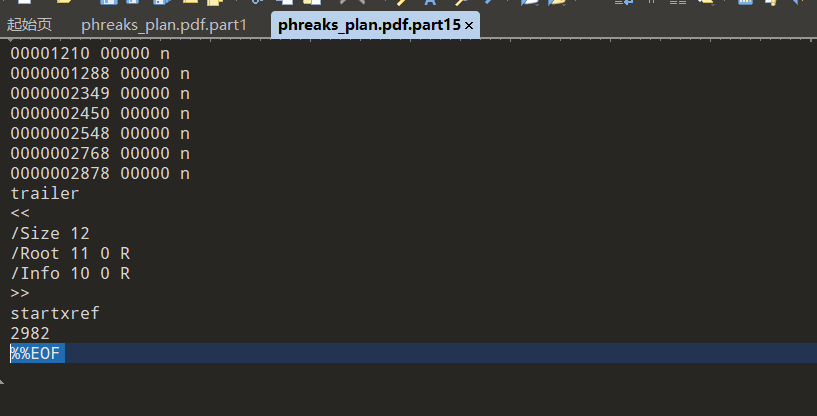 起始页 phreaks_plan.pdf.part1 phreaks_plan.pdf.part15 ×
00001210 00000 n
0000001288 00000 n
0000002349 00000 n
0000002450 00000 n
0000002548 00000 n
0000002768 00000 n
0000002878 00000 n
trailer
<<
/Size 12
/Root 11 0 R
/Info 10 0 R
>>
startxref
2982
%%EOF